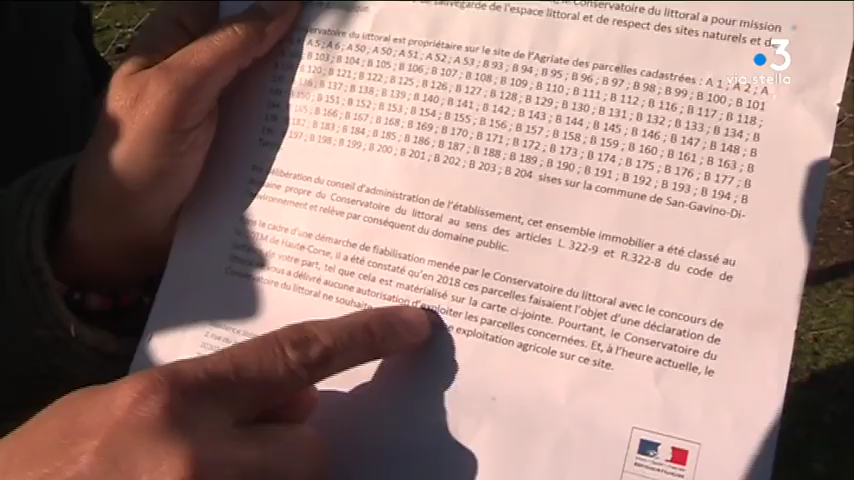 Conservatoire du littoral a pour mission
sauvegarde de l'espace littoral et de respect des sites naturels et de
Conservatoire du littoral est propriétaire sur le site de l'Agriate des parcelles cadastrées : A 1 ; A 2 ; A
A 5 ; A 6 ; A 50 ; A 51 ; A 52 ; A 53 ; B 93 ; B 94 ; B 95 ; B 96 ; B 97 ; B 98 ; B 99 ; B 100 ; B 101
B 103 ; B 104 ; B 105 ; B 106 ; B 107 ; B 108 ; B 109 ; B 110 ; B 111 ; B 112 ; B 116 ; B 117 ; B 118 ;
B 120 ; B 121 ; B 122 ; B 125 ; B 126 ; B 127 ; B 128 ; B 129 ; B 130 ; B 131 ; B 132 ; B 133 ; B 134 ; B
B 137 ; B 138 ; B 139 ; B 140 ; B 141 ; B 142 ; B 143 ; B 144 ; B 145 ; B 146 ; B 147 ; B 148 ; B
B 151 ; B 152 ; B 153 ; B 154 ; B 155 ; B 156 ; B 157 ; B 158 ; B 159 ; B 160 ; B 161 ; B 163 ; B
165 ; B 166 ; B 167 ; B 168 ; B 169 ; B 170 ; B 171 ; B 172 ; B 173 ; B 174 ; B 175 ; B 176 ; B 177 ; B
182 ; B 183 ; B 184 ; B 185 ; B 186 ; B 187 ; B 188 ; B 189 ; B 190 ; B 191 ; B 192 ; B 193 ; B 194 ; B
B 197 ; B 198 ; B 199 ; B 200 ; B 201 ; B 202 ; B 203 ; B 204 sises sur la commune de San-Gavino-Di-
délibération du conseil d'administration de l'établissement, cet ensemble immobilier a été classé au
domaine propre du Conservatoire du littoral au sens des articles L 322-9 et R.322-8 du code de
environnement et relève par conséquent du domaine public.
Dans le cadre d'une démarche de fiabilisation menée par le Conservatoire du littoral avec le concours de
DTM de Haute-Corse, il a été constaté qu'en 2018 ces parcelles faisaient l'objet d'une déclaration de
de votre part, tel que cela est matérialisé sur la carte ci-jointe. Pourtant, le Conservatoire du
vous a délivré aucune autorisation d'exploiter les parcelles concernées. Et, à l'heure actuelle, le
Conservatoire du littoral ne souhaite exploitation agricole sur ce site.
3
via stella